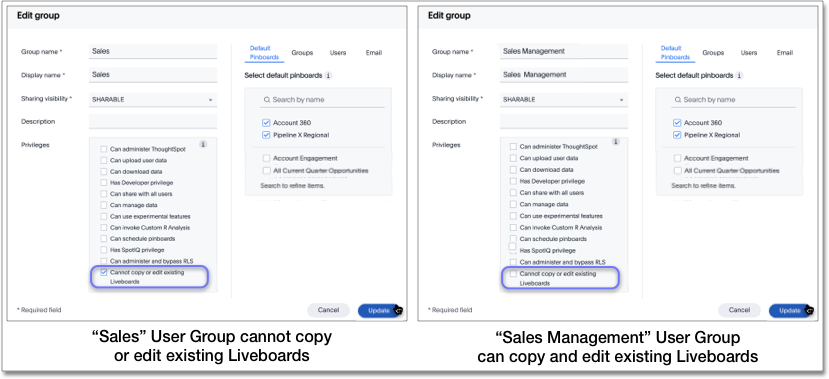 Edit group
Group name * Sales
Display name * Sales
Sharing visibility * SHARABLE
Description
Privileges
Can administer ThoughtSpot
Can upload user data
Can download data
Has Developer privilege
Can share with all users
Can manage data
Can use experimental features
Can invoke Custom R Analysis
Can schedule pinboards
Has SpotIQ privilege
Can administer and bypass RLS
Cannot copy or edit existing
Liveboards
Default
Pinboards Groups Users Email
Select default pinboards i
Search by name
Account 360
Pipeline X Regional
Account Engagement
All Current Quarter Opportunities
Search to refine items.
* Required field
Cancel Update
"Sales" User Group cannot copy
or edit existing Liveboards
Edit group
Group name * Sales Management
Display name * Sales Management
Sharing visibility * SHARABLE
Description
Privileges
Can administer ThoughtSpot
Can upload user data
Can download data
Has Developer privilege
Can share with all users
Can manage data
Can use experimental features
Can invoke Custom R Analysis
Can schedule pinboards
Has SpotIQ privilege
Can administer and bypass RLS
Cannot copy or edit existing
Liveboards
Default
Pinboards Groups Users Email
Select default pinboards i
Search by name
Account 360
Pipeline X Regional
Account Engagement
All Current Quarter Opportunities
Search to refine items.
* Required field
Cancel Update
"Sales Management" User Group
can copy and edit existing Liveboards